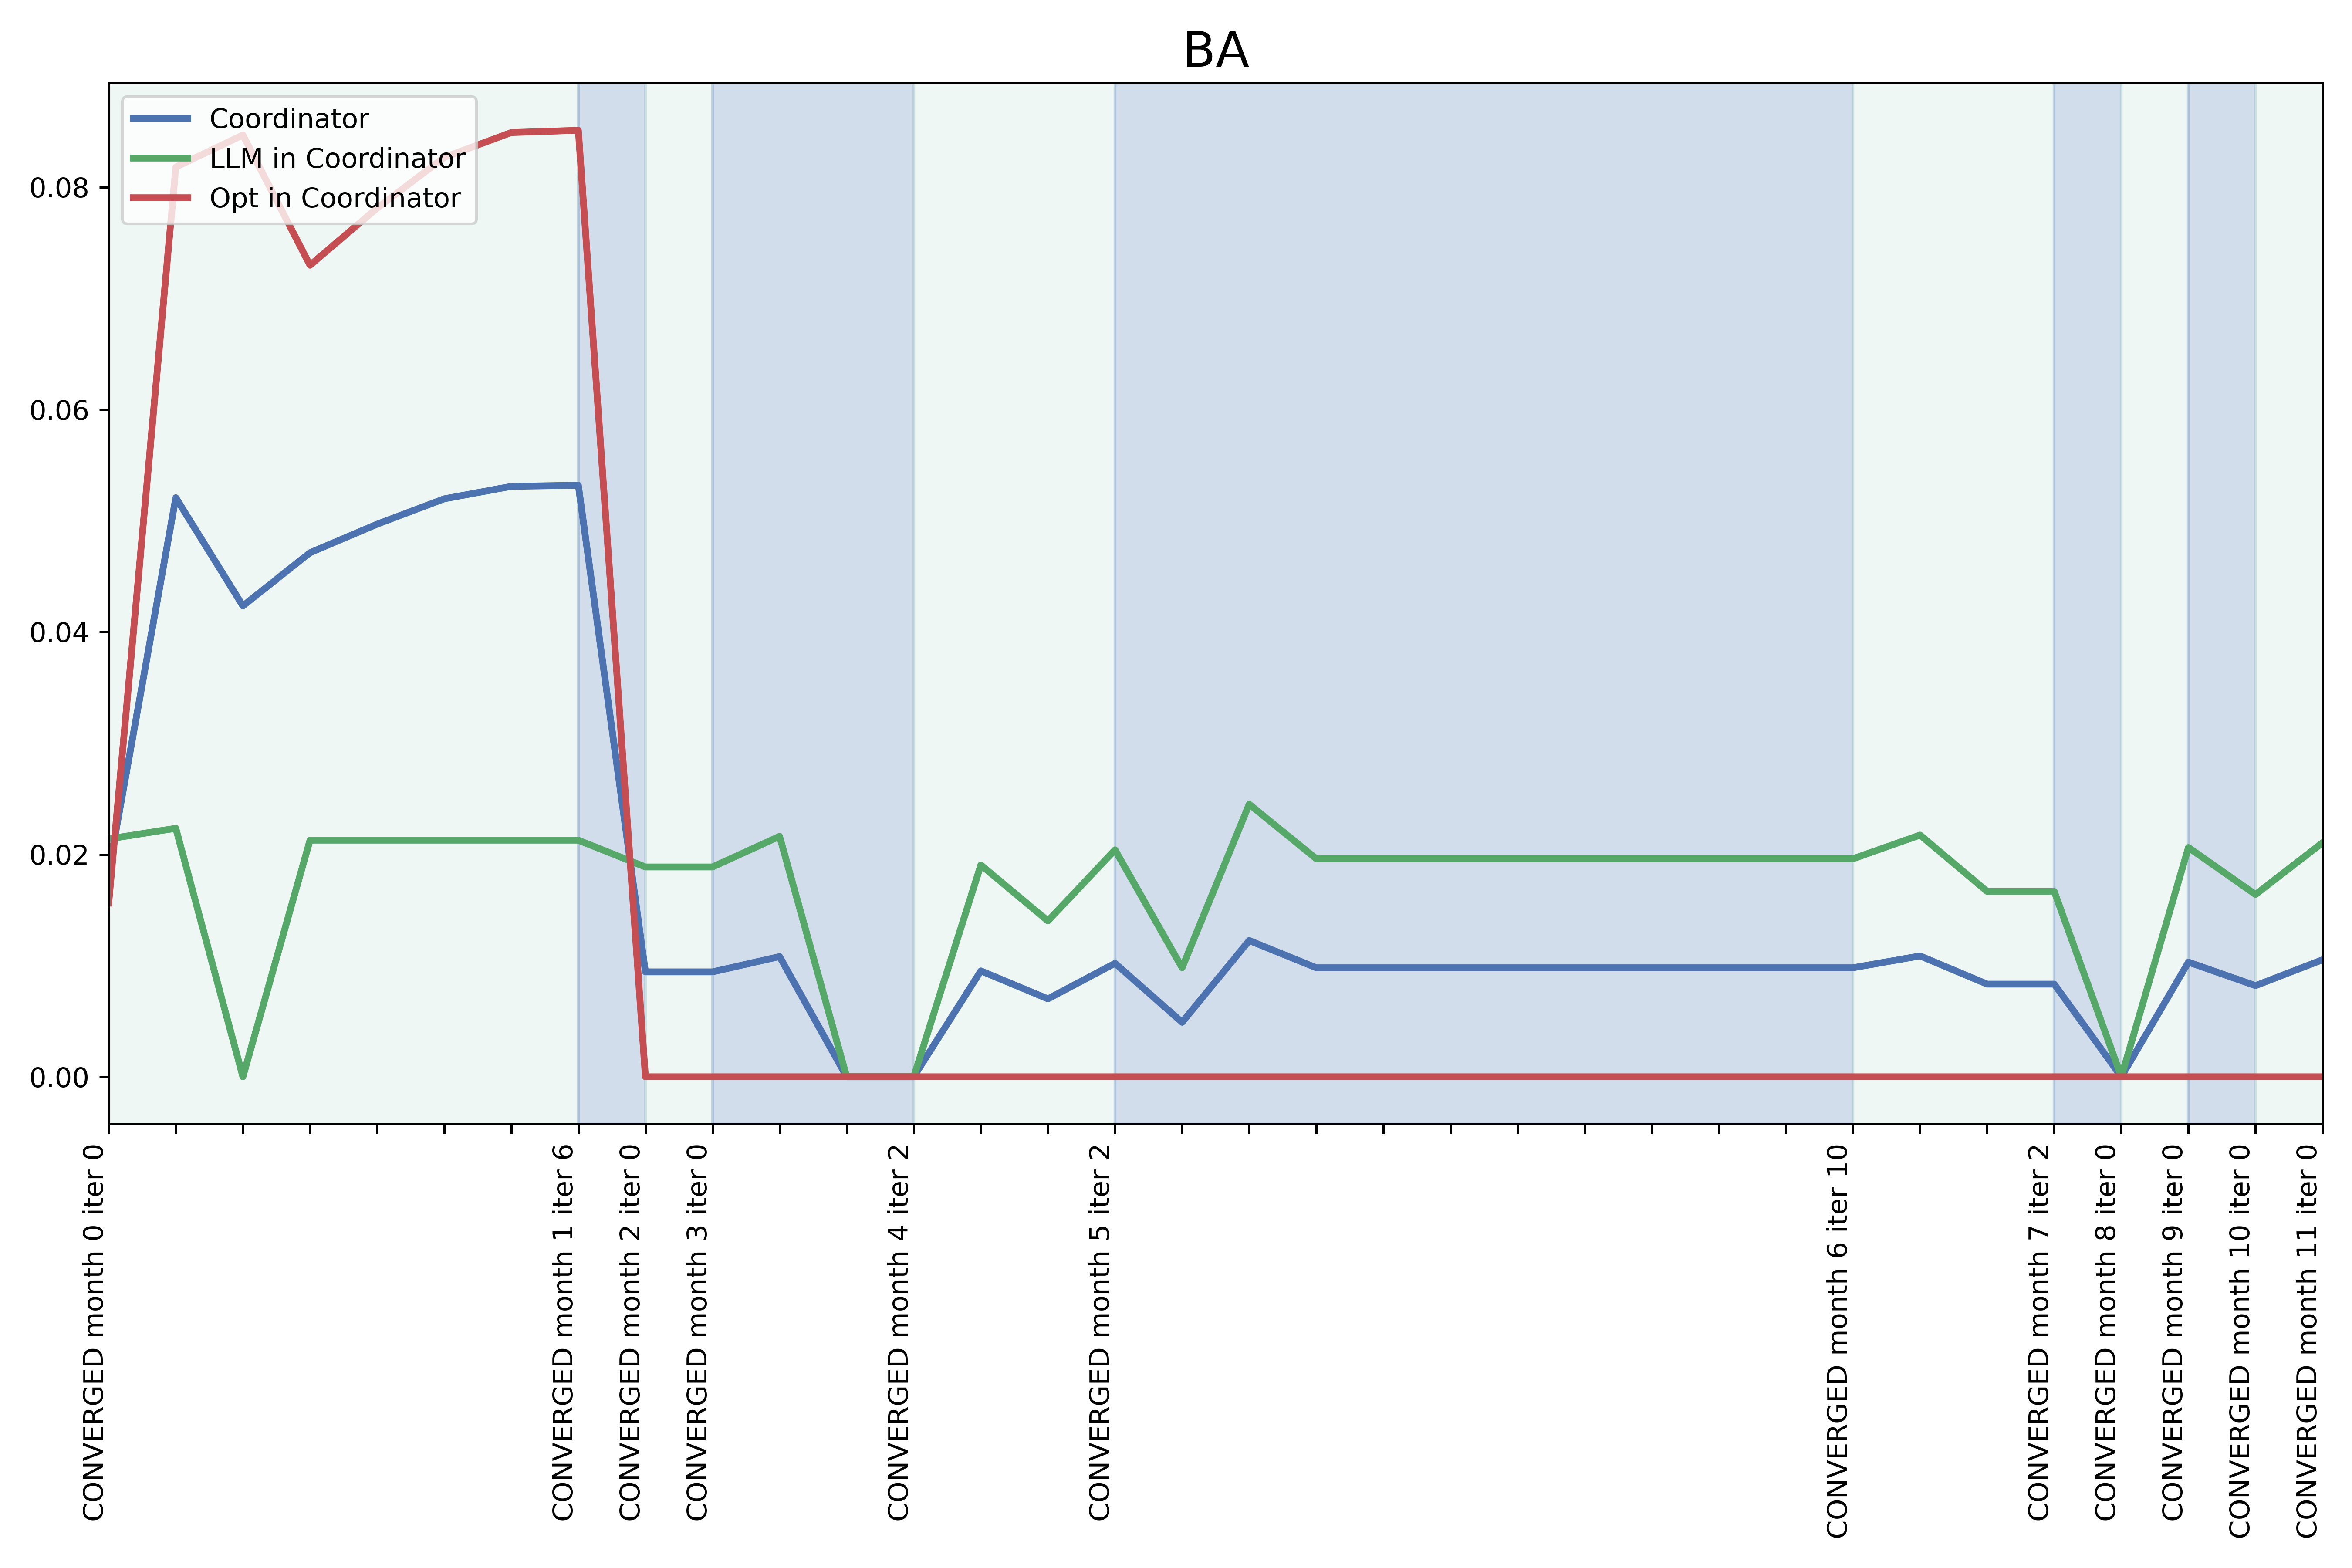 BA
Coordinator
LLM in Coordinator
Opt in Coordinator
0.08
0.06
0.04
0.02
0.00
CONVERGED month 0 iter 0
CONVERGED month 1 iter 6
CONVERGED month 2 iter 0
CONVERGED month 3 iter 0
CONVERGED month 4 iter 2
CONVERGED month 5 iter 2
CONVERGED month 6 iter 10
CONVERGED month 7 iter 2
CONVERGED month 8 iter 0
CONVERGED month 9 iter 0
CONVERGED month 10 iter 0
CONVERGED month 11 iter 0